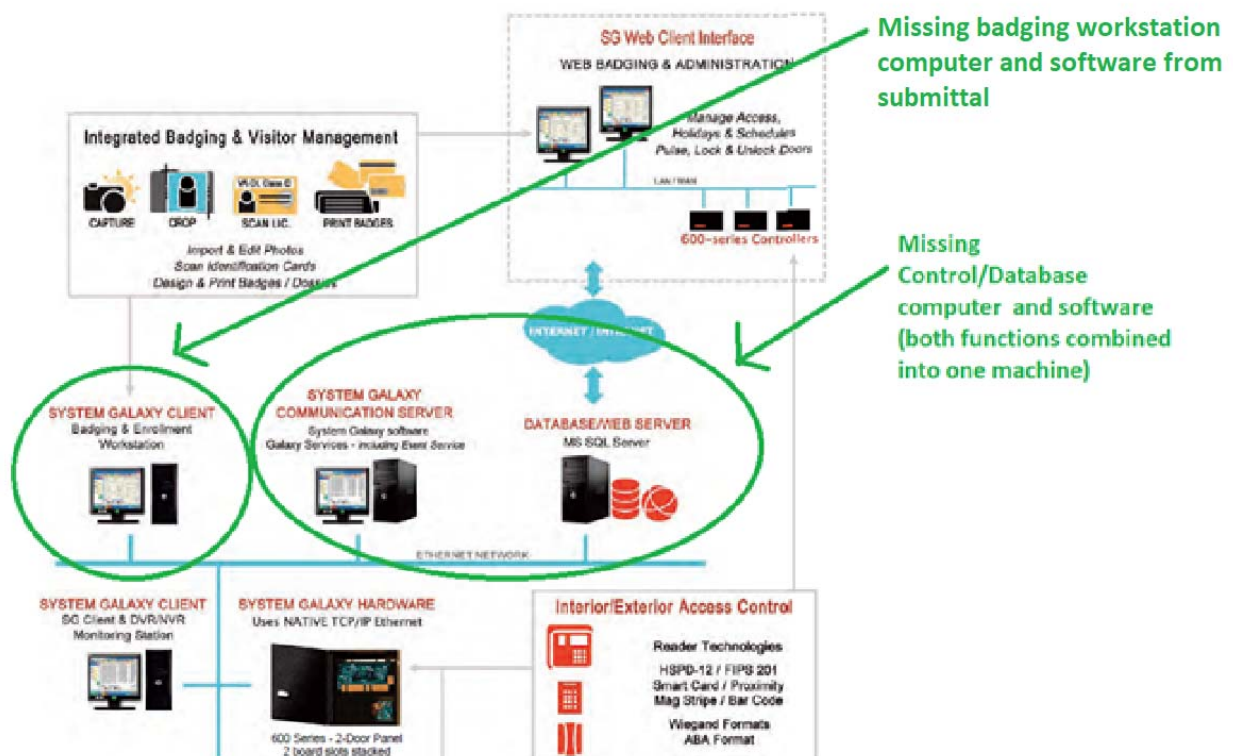 SG Web Client Interface
WEB BADGING & ADMINISTRATION
Manage Access,
Holidays & Schedules
Pulse, Lock & Unlock Doors
LAN / WAN
600-series Controllers
Missing badging workstation
computer and software from
submittal
Integrated Badging & Visitor Management
CAPTURE
CROP
SCAN LIC.
PRINT BADGES
Import & Edit Photos
Scan Identification Cards
Design & Print Badges / Dossiers
INTERNET / INTRANET
Missing
Control/Database
computer and software
(both functions combined
into one machine)
SYSTEM GALAXY CLIENT
Badging & Enrollment
Workstation
SYSTEM GALAXY
COMMUNICATION SERVER
System Galaxy software
Galaxy Services - including Event Service
DATABASE/WEB SERVER
MS SQL Server
ETHERNET NETWORK
SYSTEM GALAXY CLIENT
SG Client & DVR/NVR
Monitoring Station
SYSTEM GALAXY HARDWARE
Uses NATIVE TCP/IP Ethernet
600 Series - 2-Door Panel
2 board slots stacked
Interior/Exterior Access Control
Reader Technologies
HSPD-12 / FIPS 201
Smart Card / Proximity
Mag Stripe / Bar Code
Wiegand Formats
ABA Format